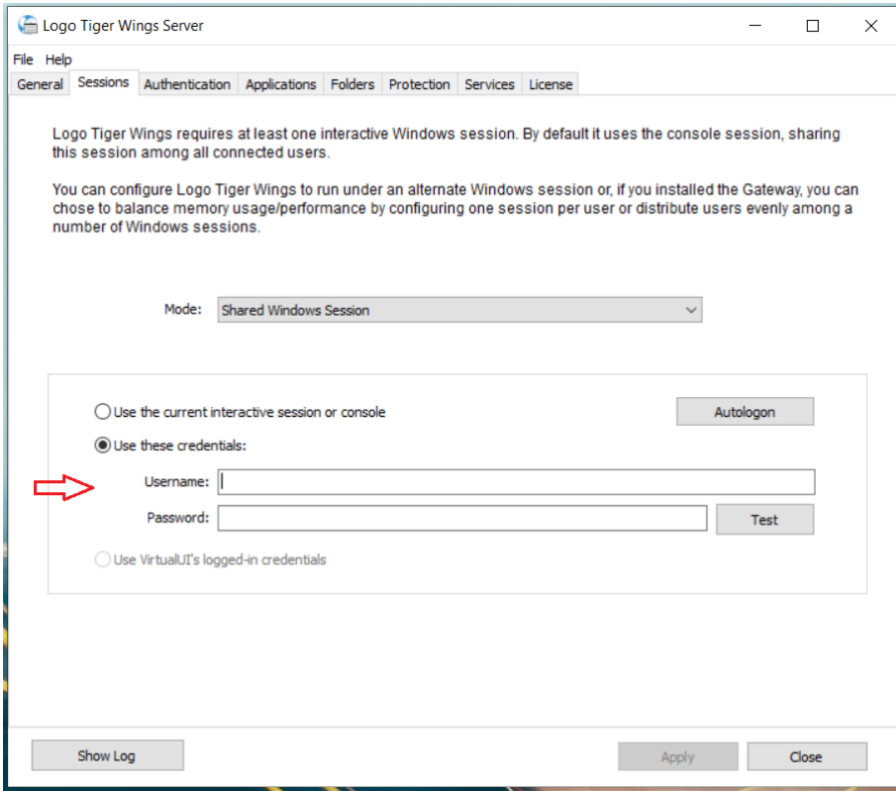 Logo Tiger Wings Server
File Help
General Sessions Authentication Applications Folders Protection Services License
Logo Tiger Wings requires at least one interactive Windows session. By default it uses the console session, sharing
this session among all connected users.
You can configure Logo Tiger Wings to run under an alternate Windows session or, if you installed the Gateway, you can
chose to balance memory usage/performance by configuring one session per user or distribute users evenly among a
number of Windows sessions.
Mode: Shared Windows Session
Use the current interactive session or console Autologon
Use these credentials:
Username:
Password: Test
Use VirtualUI's logged-in credentials
Show Log Apply Close